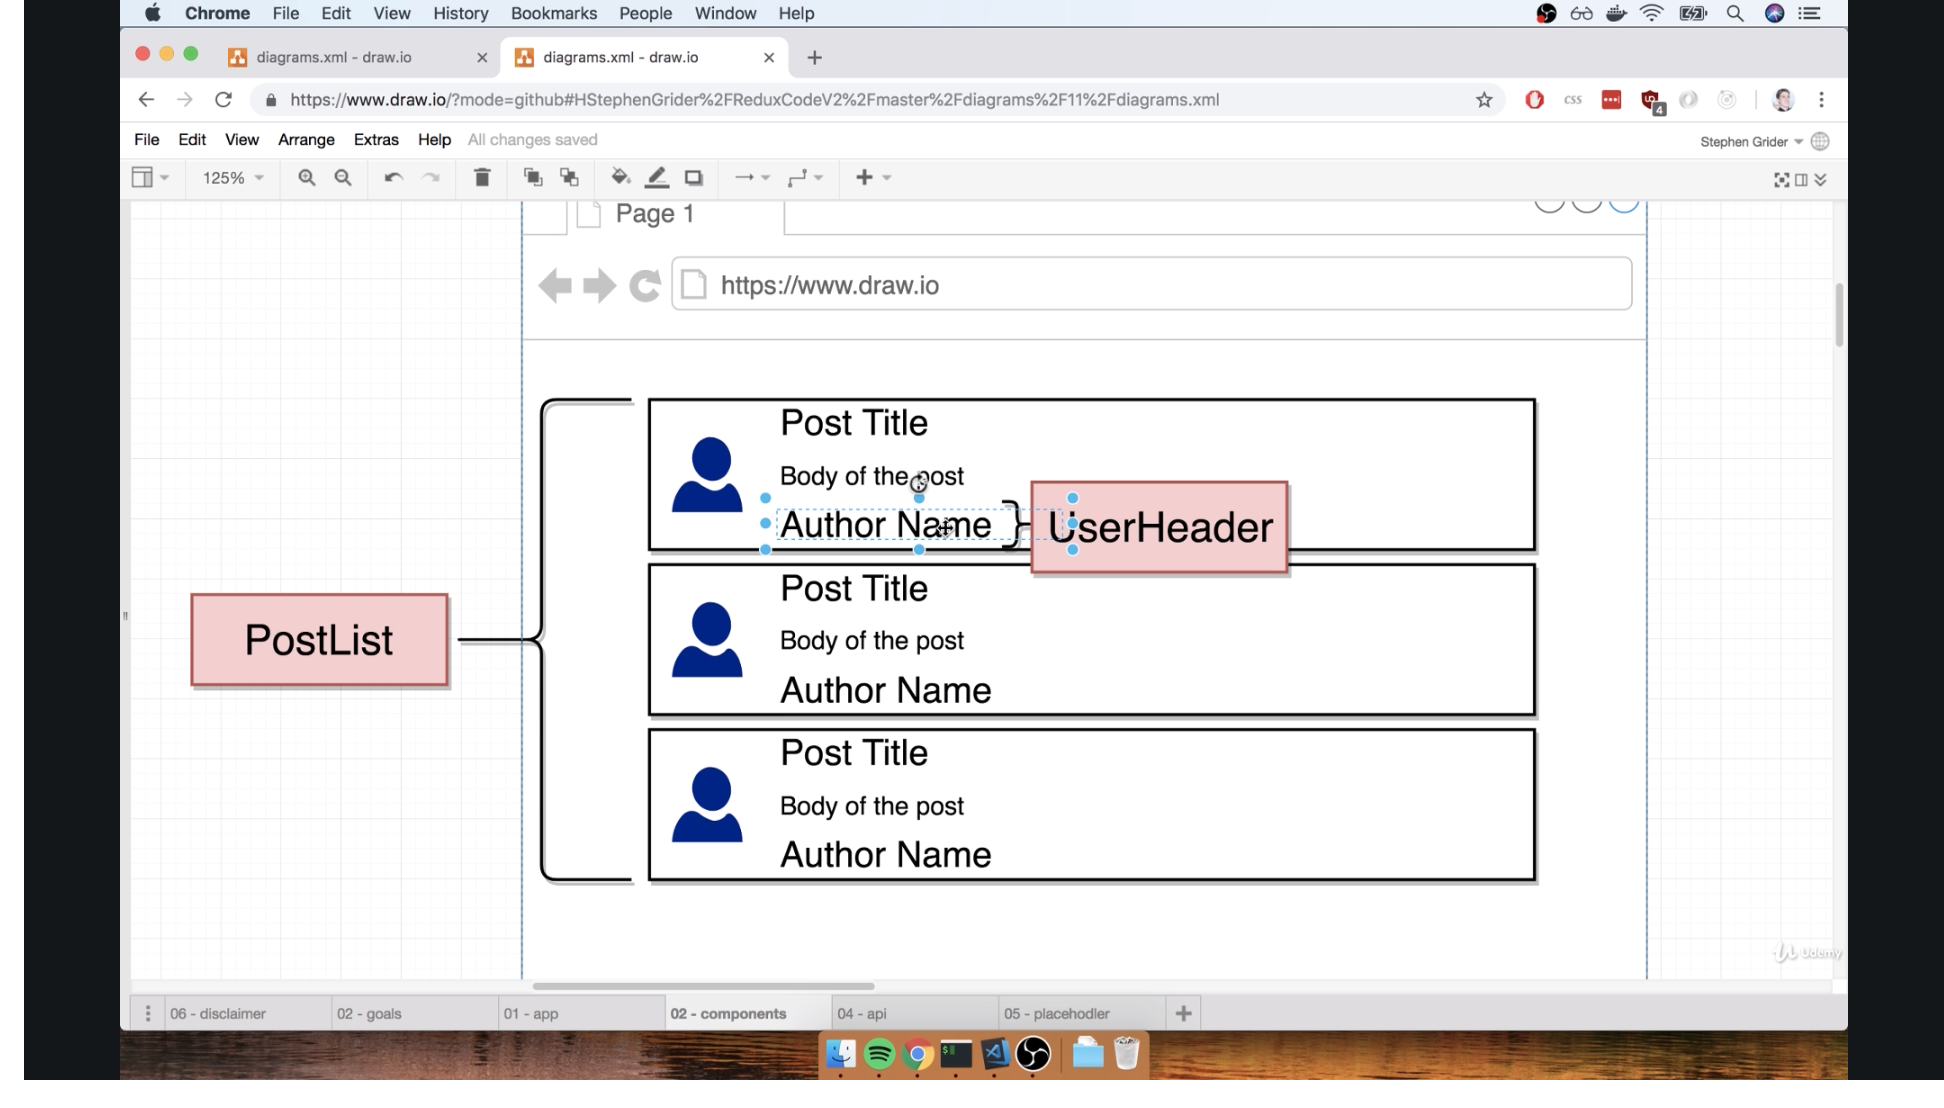 Chrome File Edit View History Bookmarks People Window Help
diagrams.xml - draw.io
diagrams.xml - draw.io
https://www.draw.io/?mode=github#HStephenGrider%2FReduxCodeV2%2Fmaster%2Fdiagrams%2F11%2Fdiagrams.xml
css
4
File Edit View Arrange Extras Help All changes saved
Stephen Grider
125%
Page 1
https://www.draw.io
Post Title
Body of the post
Author Name
UserHeader
Post Title
Body of the post
Author Name
PostList
Post Title
Body of the post
Author Name
Udemy
06 - disclaimer
02 - goals
01 - app
02 - components
04 - api
05 - placehodler